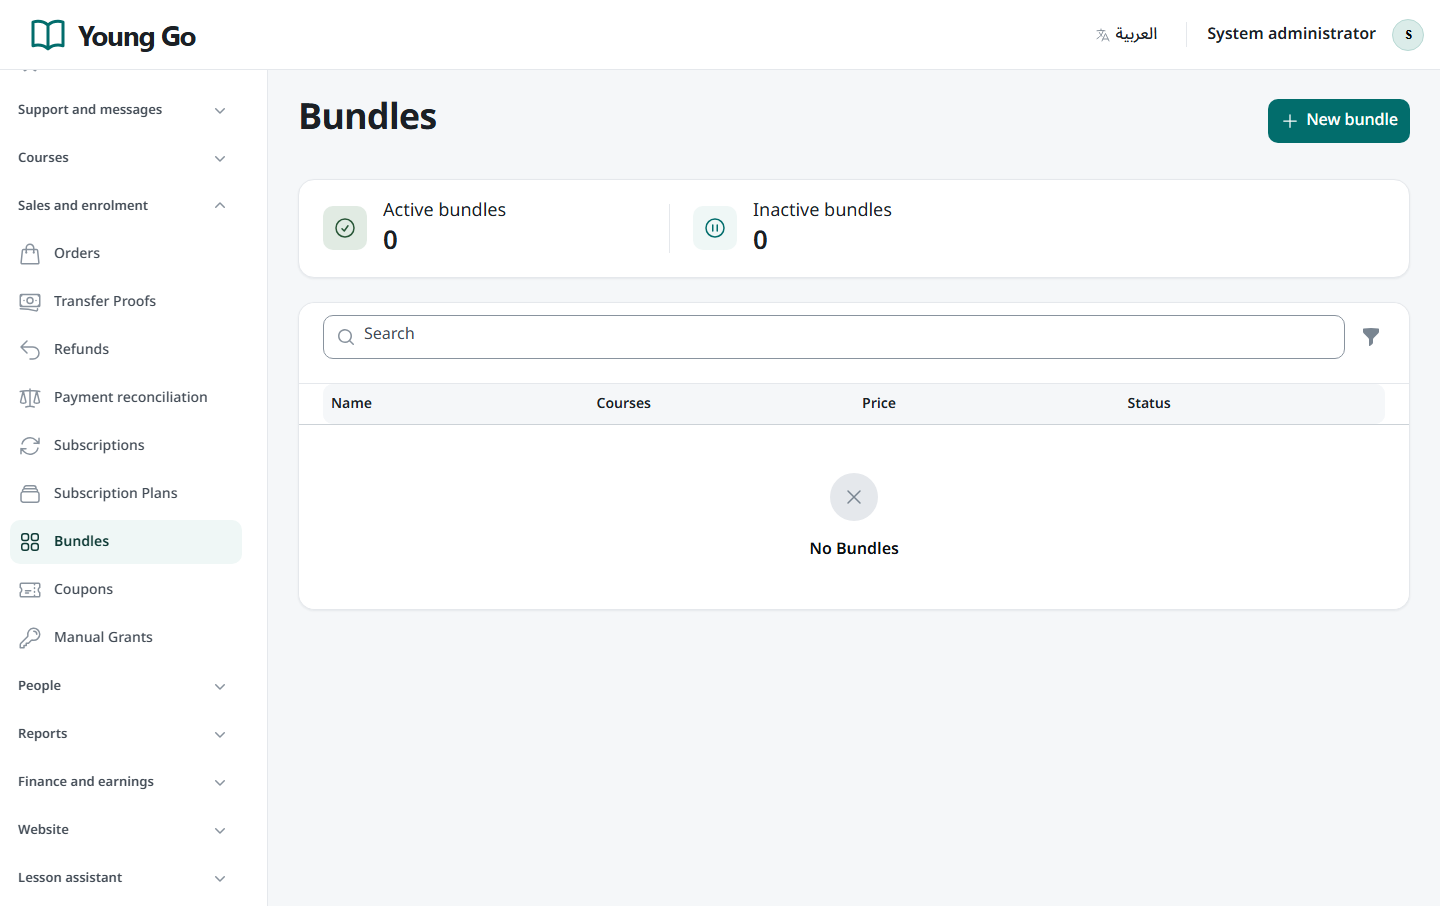 Young Go
العربية
System administrator
S
Support and messages
Courses
Sales and enrolment
Orders
Transfer Proofs
Refunds
Payment reconciliation
Subscriptions
Subscription Plans
Bundles
Coupons
Manual Grants
People
Reports
Finance and earnings
Website
Lesson assistant
Bundles
New bundle
Active bundles
0
Inactive bundles
0
Search
Name Courses Price Status
No Bundles